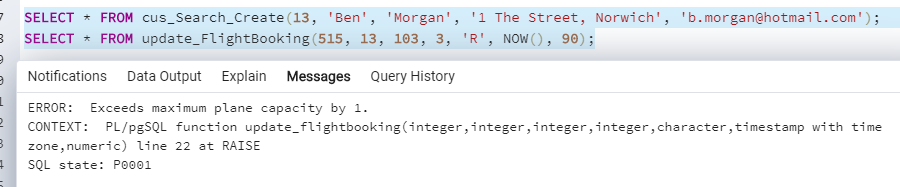 SELECT * FROM cus_Search_Create(13, 'Ben', 'Morgan', '1 The Street, Norwich', 'b.morgan@hotmail.com');
SELECT * FROM update_FlightBooking(515, 13, 103, 3, 'R', NOW(), 90);
Notifications Data Output Explain Messages Query History
ERROR:  Exceeds maximum plane capacity by 1.
CONTEXT:  PL/pgSQL function update_flightbooking(integer,integer,integer,integer,character,timestamp with time
zone,numeric) line 22 at RAISE
SQL state: P0001